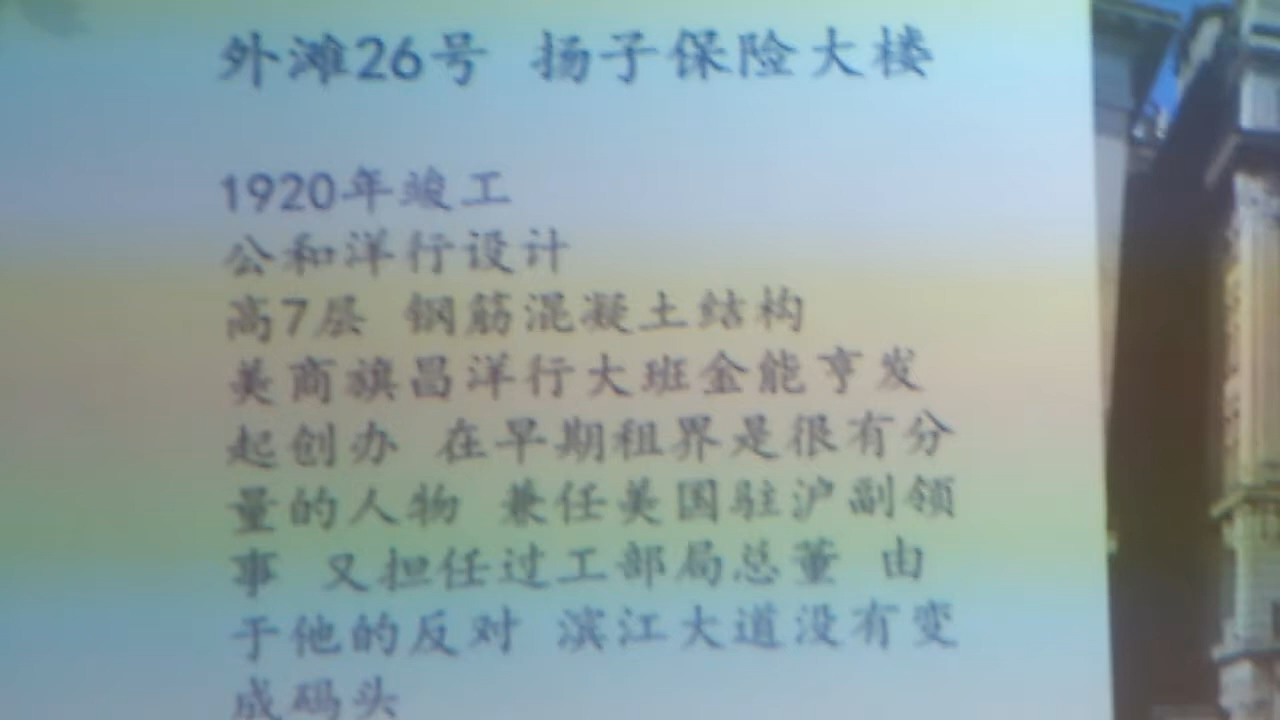 外滩26号 扬子保险大楼
1920年竣工
公和洋行设计
高7层 钢筋混凝土结构
美商旗昌洋行大班金能亨发
起创办 在早期租界是很有分
量的人物 兼任美国驻沪副领
事 又担任过工部局总董 由
于他的反对 滨江大道没有变
成码头